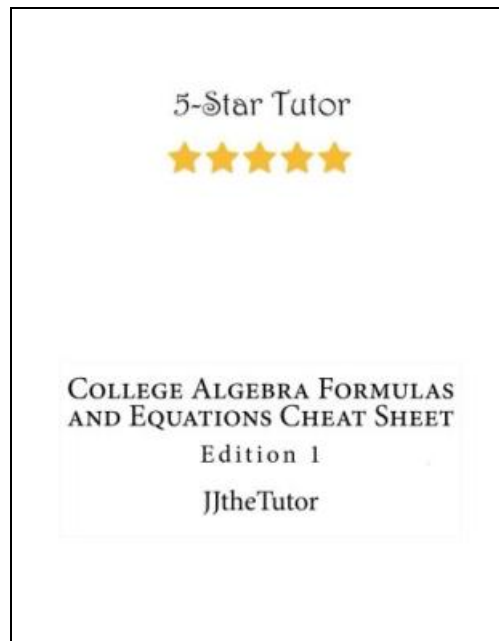 5-Star Tutor
College Algebra Formulas
and Equations Cheat Sheet
Edition 1
JJtheTutor